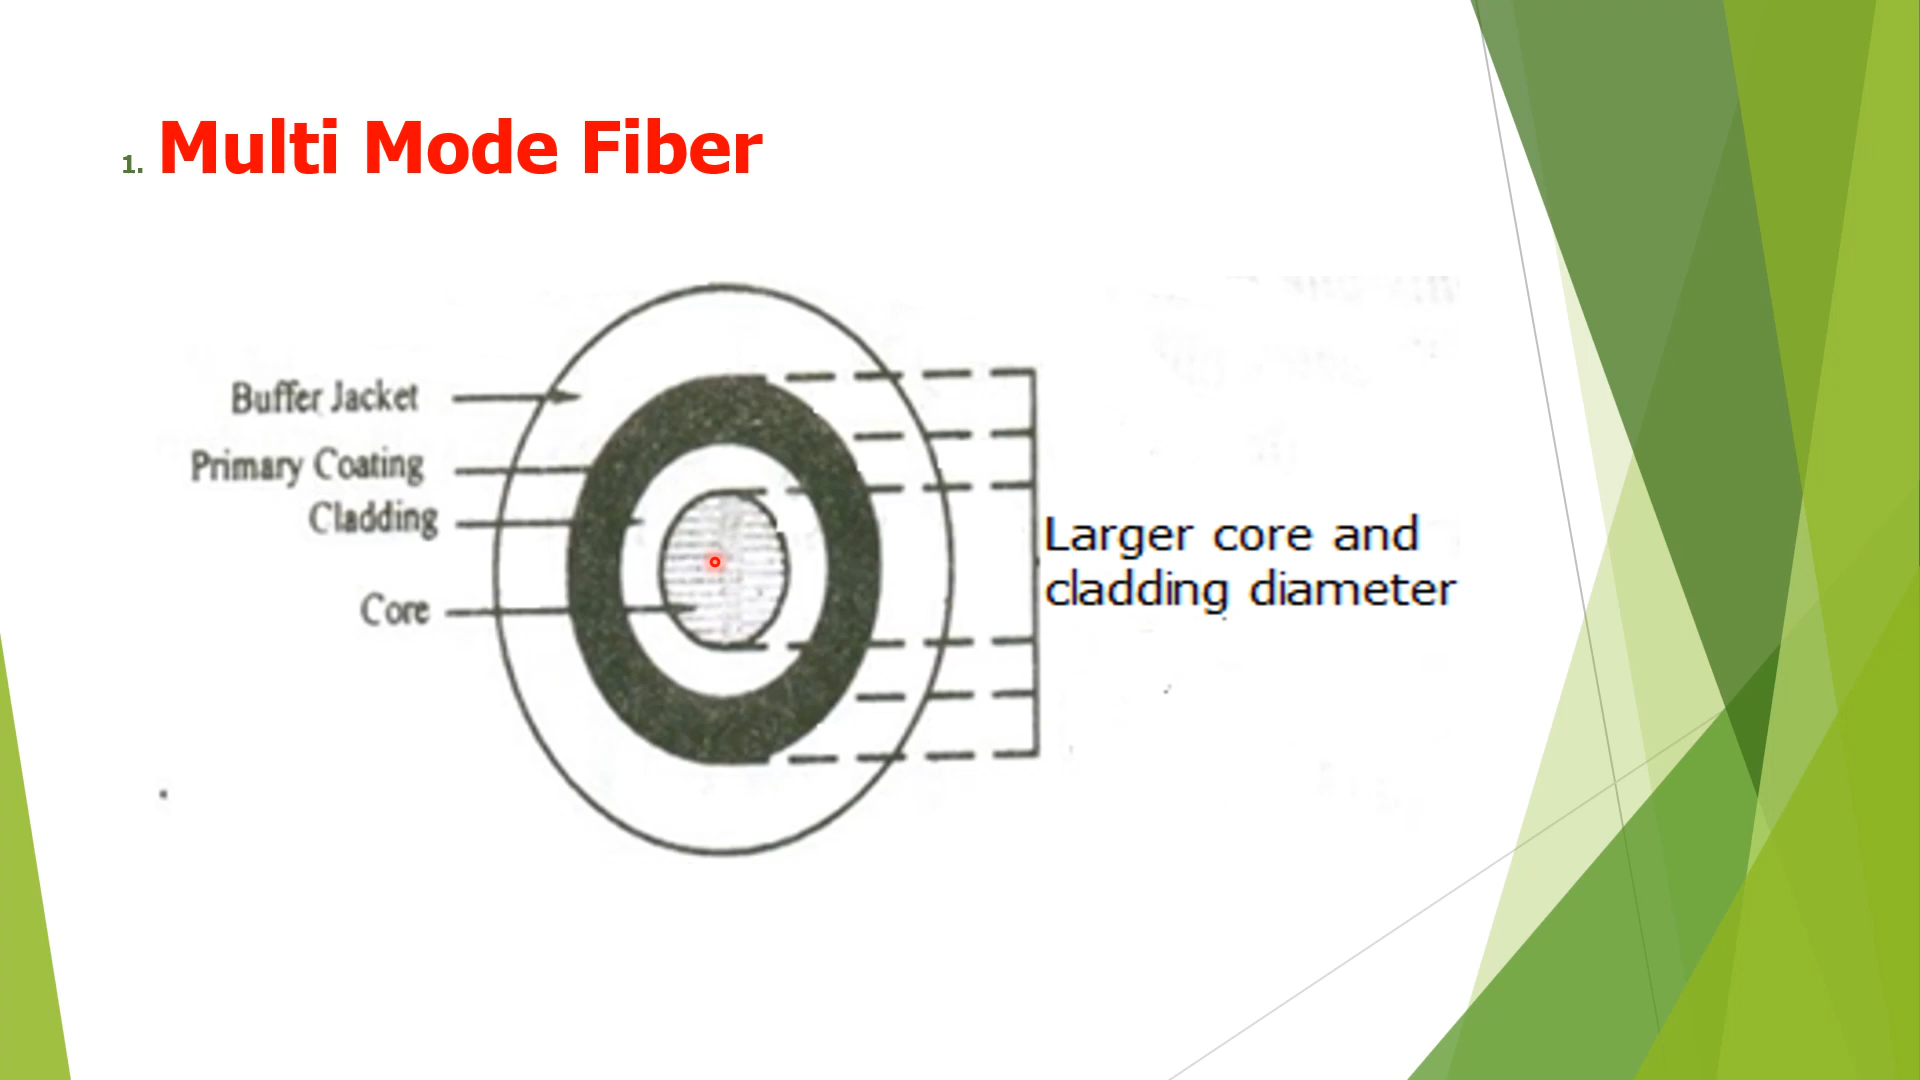 1. Multi Mode Fiber
Buffer Jacket
Primary Coating
Cladding
Core
Larger core and
cladding diameter